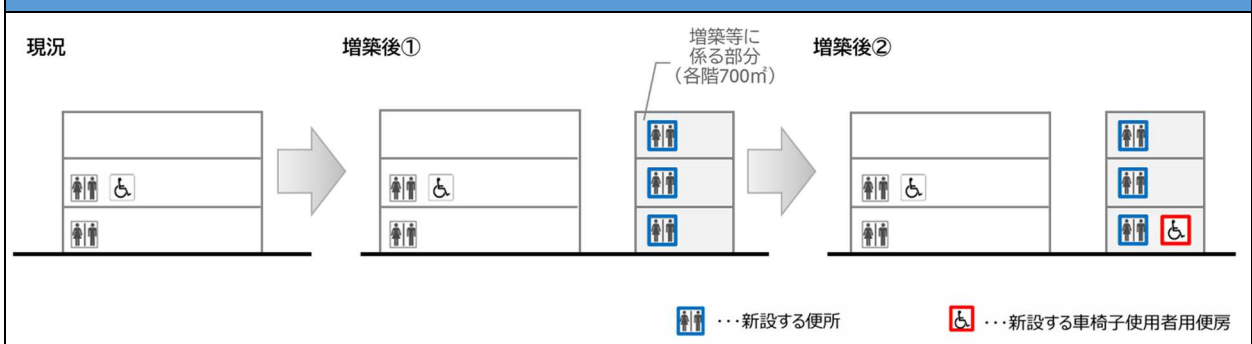 現況
増築後①
増築等に
係る部分
（各階700㎡）
増築後②
・・・新設する便所
・・・新設する車椅子使用者用便房